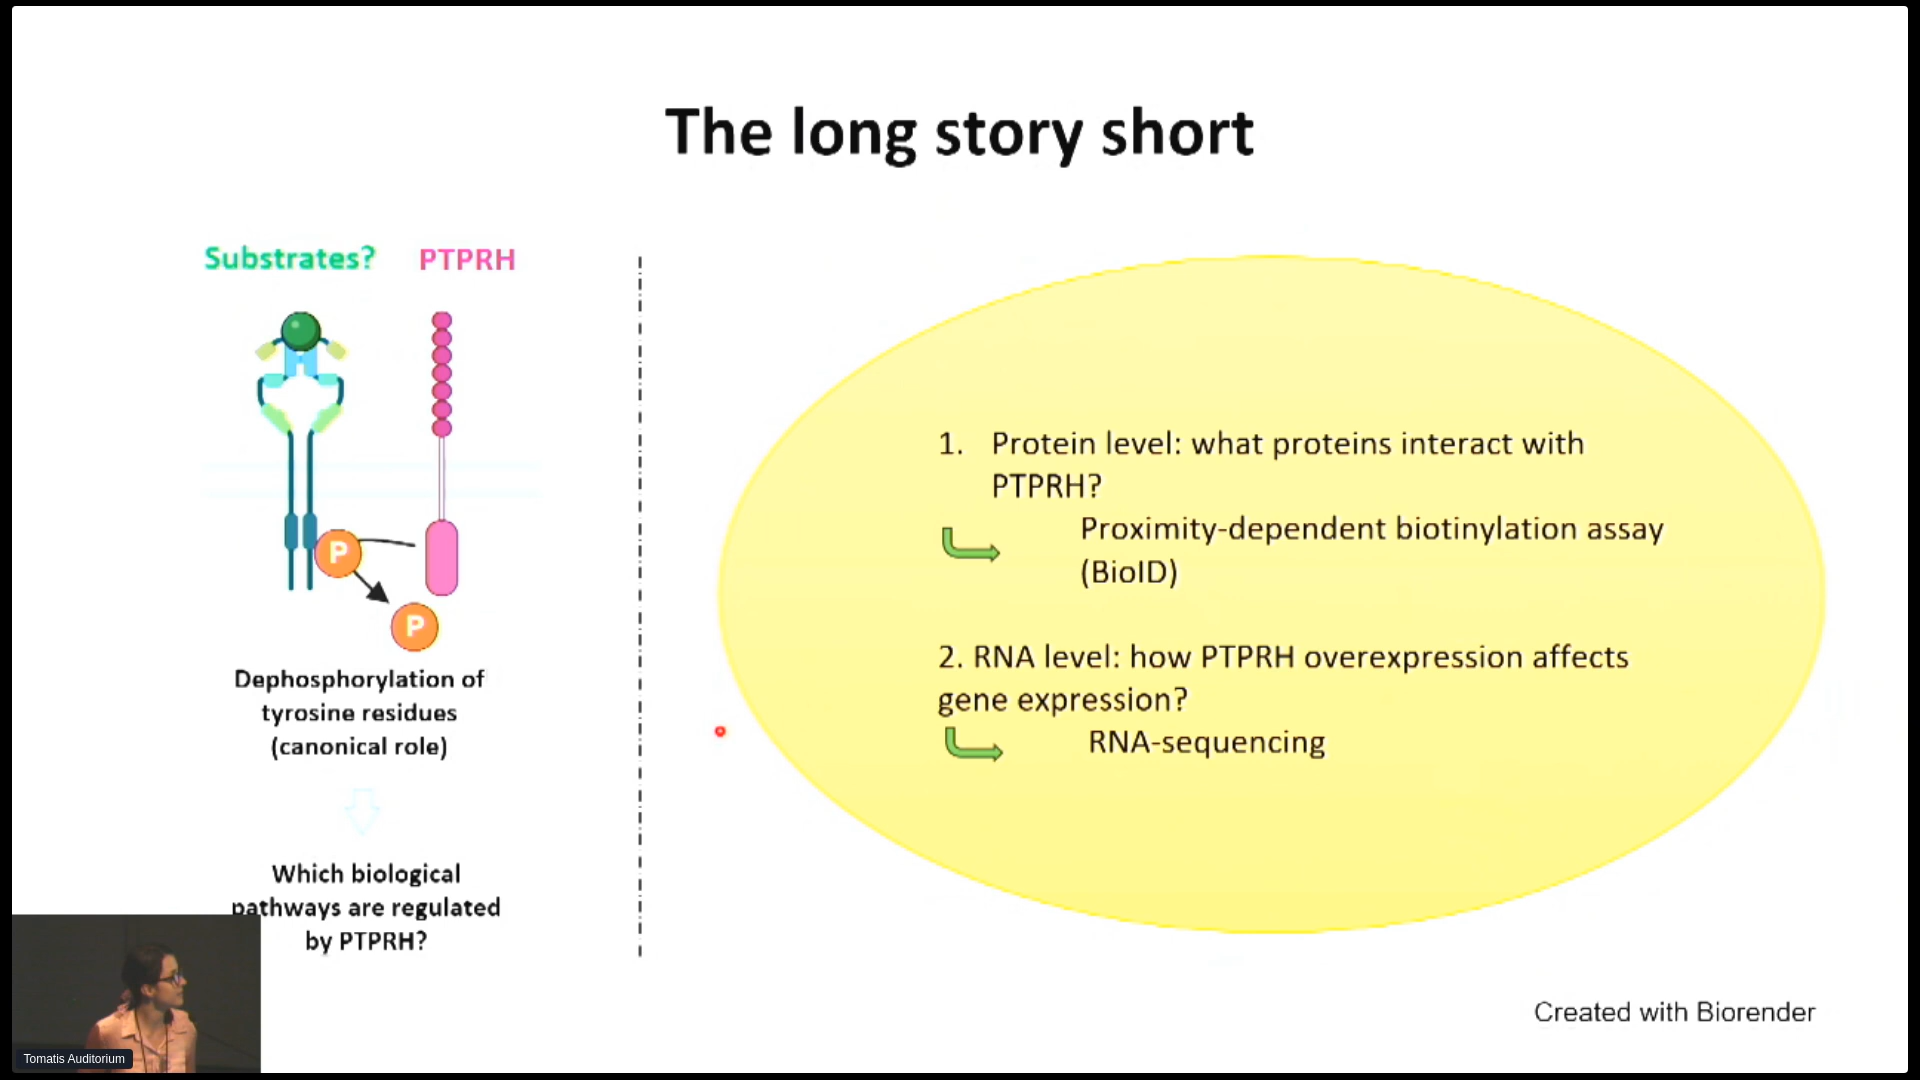 The long story short
Substrates? PTPRH
P
P
Dephosphorylation of
tyrosine residues
(canonical role)
Which biological
pathways are regulated
by PTPRH?
1. Protein level: what proteins interact with
PTPRH?
Proximity-dependent biotinylation assay
(BioID)
2. RNA level: how PTPRH overexpression affects
gene expression?
RNA-sequencing
Created with Biorender
Tomatis Auditorium